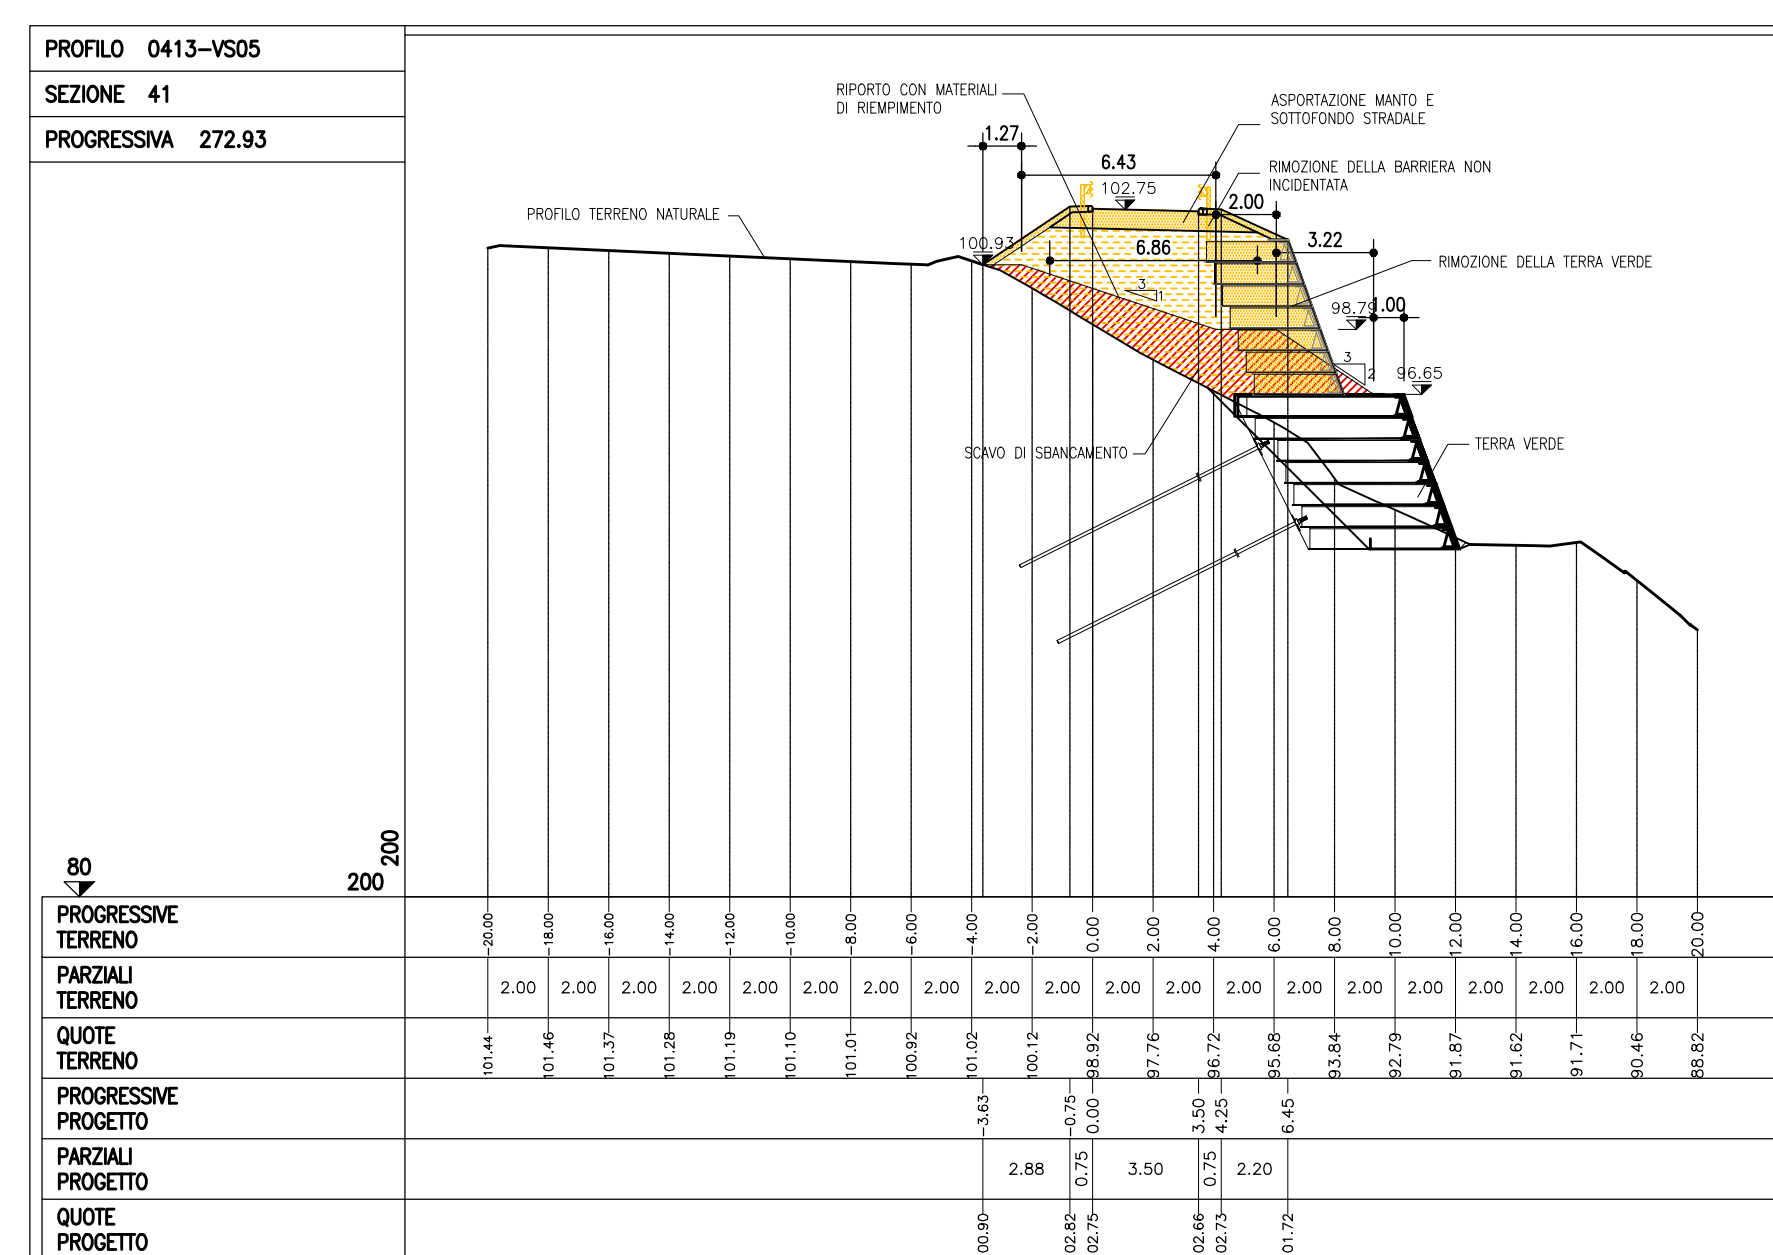 PROFILO 0413-VS05
SEZIONE 41
PROGRESSIVA 272.93
RIPORTO CON MATERIALI
DI RIEMPIMENTO
ASPORTAZIONE MANTO E
SOTTOFONDO STRADALE
1.27
6.43
RIMOZIONE DELLA BARRIERA NON
INCIDENTATA
102.75
2.00
PROFILO TERRENO NATURALE
100.93
6.86
3.22
RIMOZIONE DELLA TERRA VERDE
3
1
98.79
1.00
3
2
96.65
SCAVO DI SBANCAMENTO
TERRA VERDE
200
80
200
PROGRESSIVE
TERRENO
-20.00 -18.00 -16.00 -14.00 -12.00 -10.00 -8.00 -6.00 -4.00 -2.00 0.00 2.00 4.00 6.00 8.00 10.00 12.00 14.00 16.00 18.00 20.00
PARZIALI
TERRENO
2.00 2.00 2.00 2.00 2.00 2.00 2.00 2.00 2.00 2.00 2.00 2.00 2.00 2.00 2.00 2.00 2.00 2.00 2.00 2.00
QUOTE
TERRENO
101.44 101.46 101.37 101.28 101.19 101.10 101.01 100.92 101.02 100.12 98.92 97.76 96.72 95.68 93.84 92.79 91.87 91.62 91.71 90.46 88.82
PROGRESSIVE
PROGETTO
-3.63 -0.75 0.00 3.50 4.25 6.45
PARZIALI
PROGETTO
2.88 0.75 3.50 0.75 2.20
QUOTE
PROGETTO
00.90 02.82 02.75 02.66 02.73 01.72